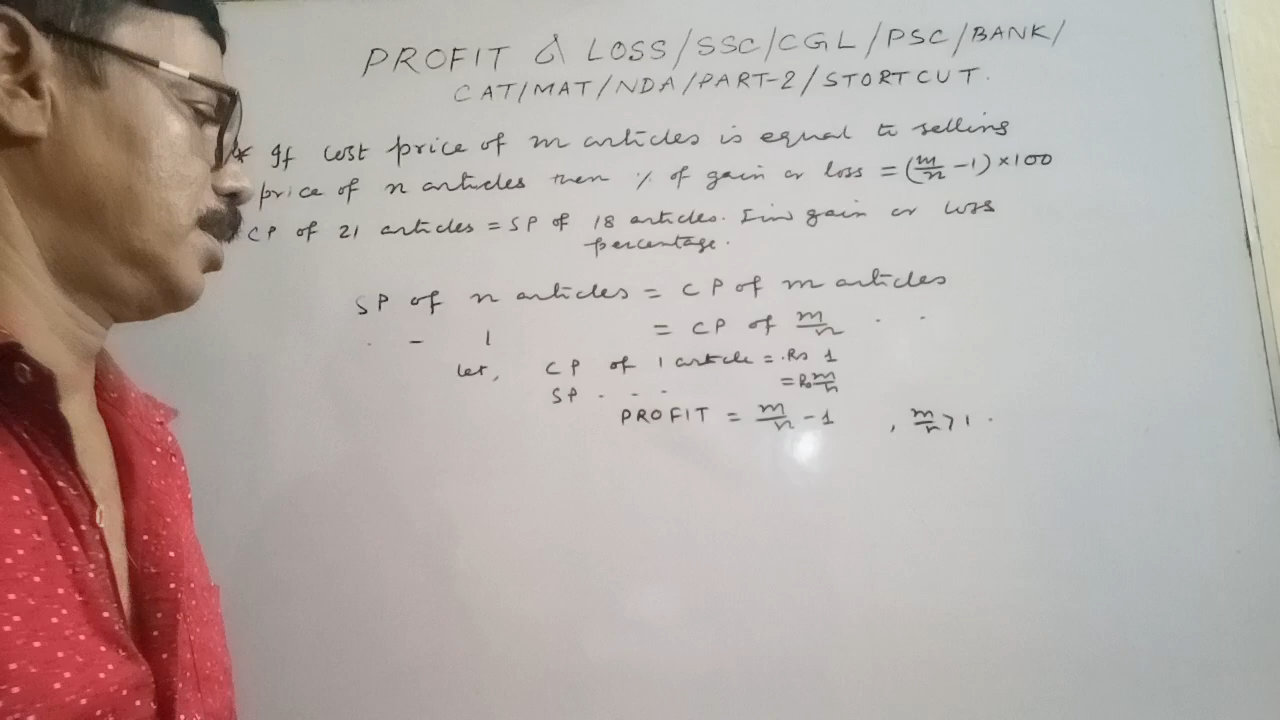 PROFIT & LOSS/SSC/CGL/PSC/BANK/
CAT/MAT/NDA/PART-2/STORTCUT.
* If cost price of m articles is equal to selling
price of n articles then % of gain or loss = (m/n - 1) × 100
CP of 21 articles = SP of 18 articles. Find gain or loss
percentage.
SP of n articles = CP of m articles
. - 1 = CP of m/n . .
Let, CP of 1 article = Rs 1
SP . - - = Rs m/n
PROFIT = m/n - 1 , m/n > 1 .